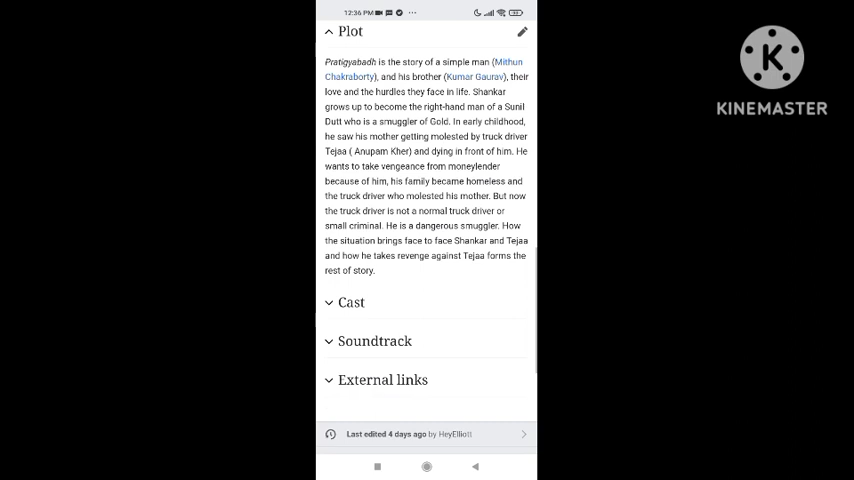 12:36 PM
Plot
Pratigyabadh is the story of a simple man (Mithun
Chakraborty), and his brother (Kumar Gaurav), their
love and the hurdles they face in life. Shankar
grows up to become the right-hand man of a Sunil
Dutt who is a smuggler of Gold. In early childhood,
he saw his mother getting molested by truck driver
Tejaa ( Anupam Kher) and dying in front of him. He
wants to take vengeance from moneylender
because of him, his family became homeless and
the truck driver who molested his mother. But now
the truck driver is not a normal truck driver or
small criminal. He is a dangerous smuggler. How
the situation brings face to face Shankar and Tejaa
and how he takes revenge against Tejaa forms the
rest of story.
Cast
Soundtrack
External links
Last edited 4 days ago by HeyElliott
K
KINEMASTER